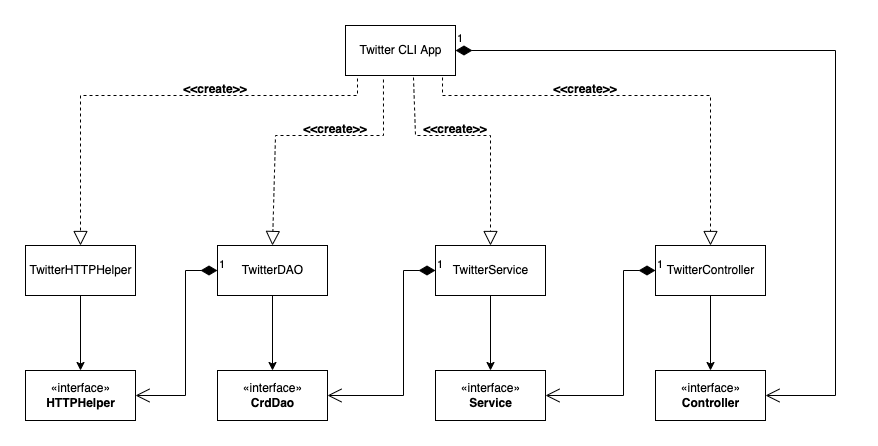 Twitter CLI App
1
<<create>>
<<create>>
<<create>>
<<create>>
TwitterHTTPHelper
1
TwitterDAO
1
TwitterService
1
TwitterController
«interface»
HTTPHelper
«interface»
CrdDao
«interface»
Service
«interface»
Controller